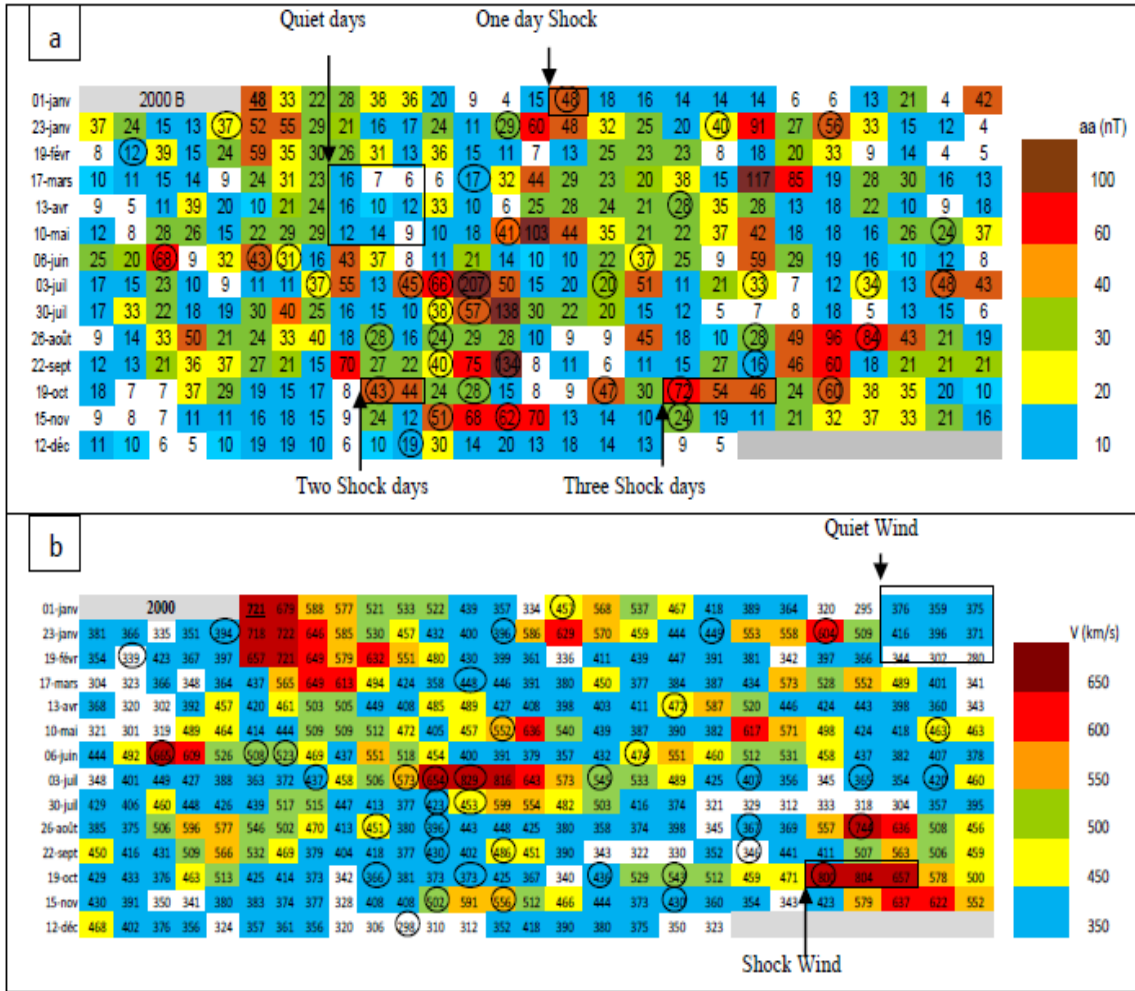 Quiet days One day Shock
a
01-janv 2000 B 48 33 22 28 38 36 20 9 4 15 48 18 16 14 14 14 6 6 13 21 4 42
23-janv 37 24 15 13 37 52 55 29 21 16 17 24 11 29 60 48 32 25 20 40 91 27 56 33 15 12 4
19-févr 8 12 39 15 24 59 35 30 26 31 13 36 15 11 7 13 25 23 23 8 18 20 33 9 14 4 5
17-mars 10 11 15 14 9 24 31 23 16 7 6 6 17 32 44 29 23 20 38 15 117 85 19 28 30 16 13
13-avr 9 5 11 39 20 10 21 24 16 10 12 33 10 6 25 28 24 21 28 35 28 13 18 22 10 9 18
10-mai 12 8 28 26 15 22 29 29 12 14 9 10 18 41 103 44 35 21 22 37 42 18 18 16 26 24 37
06-juin 25 20 68 9 32 43 31 16 43 37 8 11 21 14 10 10 22 37 25 9 59 29 19 16 10 12 8
03-juil 17 15 23 10 9 11 11 37 55 13 45 66 207 50 15 20 20 51 11 21 33 7 12 34 13 48 43
30-juil 17 33 22 18 19 30 40 25 16 10 10 38 57 138 30 22 20 15 12 5 7 8 18 5 13 6
26-août 9 14 33 50 21 24 33 40 18 28 16 24 29 28 10 9 9 45 18 10 28 49 96 84 43 21 19
22-sept 12 13 21 36 37 27 21 15 70 27 22 40 75 134 8 11 6 11 15 27 16 46 60 18 21 21 21
19-oct 18 7 7 37 29 19 15 17 8 43 44 24 28 15 8 9 47 30 72 54 46 24 60 38 35 20 10
15-nov 9 8 7 11 11 16 18 15 9 24 12 51 68 62 70 13 14 10 24 19 11 21 32 37 33 21 16
12-déc 11 10 6 5 10 19 19 10 6 10 19 30 14 20 13 18 14 13 9 5
aa (nT)
100
60
40
30
20
10
Two Shock days Three Shock days
b
Quiet Wind
01-janv 2000 721 679 588 577 521 533 522 439 357 334 457 568 537 467 418 389 364 320 295 376 359 375
23-janv 381 366 335 351 394 718 722 646 585 530 457 432 400 396 586 629 570 459 444 449 553 558 604 509 416 396 371
19-févr 354 339 423 367 397 657 721 649 579 632 551 480 430 399 361 336 411 439 447 391 381 342 397 366 344 302 280
17-mars 304 323 366 348 364 437 565 649 613 494 424 358 448 446 391 380 450 377 384 387 434 573 528 552 489 401 341
13-avr 368 320 302 392 457 420 461 503 505 449 408 485 489 427 408 398 398 403 472 587 520 446 424 443 398 360 343
10-mai 321 301 319 489 464 414 444 509 509 512 472 405 457 552 636 540 439 387 390 382 617 571 498 424 418 463 463
06-juin 444 492 665 609 526 508 523 469 437 551 518 454 400 391 379 357 432 474 551 460 512 531 458 437 382 407 378
03-juil 348 401 449 427 388 363 372 437 458 506 573 654 829 816 643 573 545 533 489 425 407 356 345 365 354 420 460
30-juil 429 406 460 448 426 439 517 515 447 413 377 423 453 599 554 482 503 416 374 321 329 312 333 318 304 357 395
26-août 385 375 506 596 577 546 502 470 413 451 380 396 443 448 425 380 358 374 398 345 367 369 557 744 636 508 456
22-sept 450 416 431 509 566 532 469 379 404 418 377 430 402 486 451 390 343 322 330 352 346 441 411 507 563 506 459
19-oct 429 433 376 463 513 425 414 373 342 366 381 373 373 425 367 340 436 529 543 512 459 471 800 804 657 578 500
15-nov 430 391 350 341 380 383 374 377 328 408 408 502 591 556 512 466 444 373 430 360 354 343 423 579 637 622 552
12-déc 468 402 376 356 324 357 361 356 320 306 298 310 312 352 418 390 380 375 350 323
V (km/s)
650
600
550
500
450
350
Shock Wind